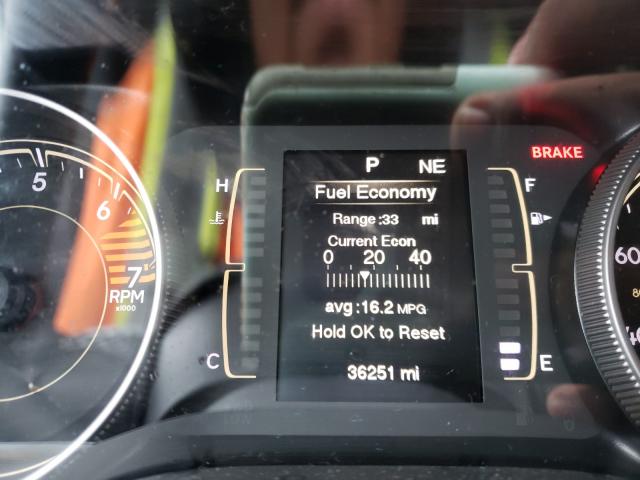 P NE
BRAKE
H
F
Fuel Economy
Range :33 mi
Current Econ
0 20 40
avg :16.2 MPG
Hold OK to Reset
C
E
36251 mi
5
6
7
RPM
x1000
60